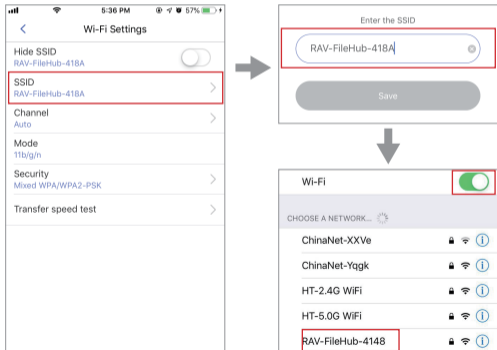 5:36 PM
57%
Wi-Fi Settings
Hide SSID
RAV-FileHub-418A
SSID
RAV-FileHub-418A
Channel
Auto
Mode
11b/g/n
Security
Mixed WPA/WPA2-PSK
Transfer speed test
Enter the SSID
RAV-FileHub-418A
Save
Wi-Fi
CHOOSE A NETWORK...
ChinaNet-XXVe
ChinaNet-Yqgk
HT-2.4G WiFi
HT-5.0G WiFi
RAV-FileHub-4148